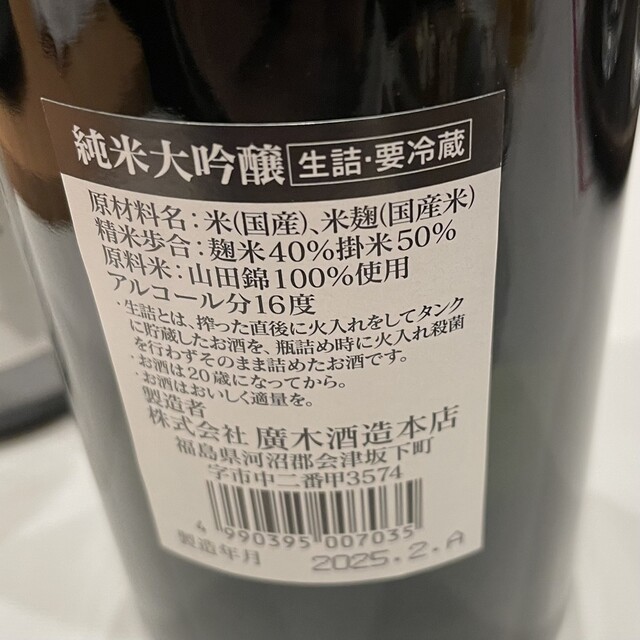 純米大吟醸 生詰・要冷蔵
原材料名：米(国産)、米麹(国産米)
精米歩合：麹米40%掛米50%
原料米：山田錦100%使用
アルコール分16度
・生詰とは、搾った直後に火入れをしてタンク
に貯蔵したお酒を、瓶詰め時に火入れ殺菌
を行わずそのまま詰めたお酒です。
・お酒は20歳になってから。
・お酒はおいしく適量を。
製造者
株式会社 廣木酒造本店
福島県河沼郡会津坂下町
字市中二番甲3574
4 990395 007035
製造年月 2025.2.A